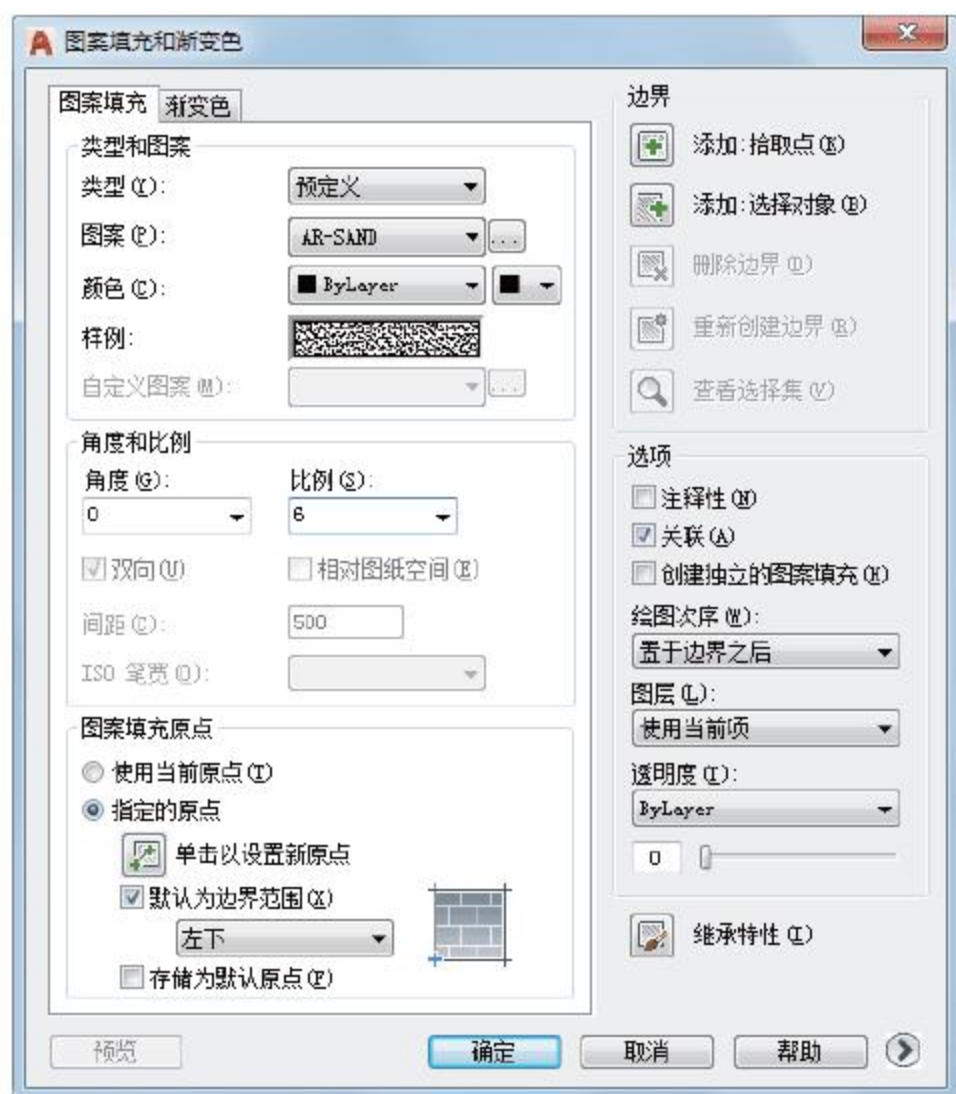 图案填充和渐变色
图案填充 渐变色
类型和图案
类型(Y): 预定义
图案(P): AR-SAND ...
颜色(C): ByLayer
样例:
自定义图案(M): ...
角度和比例
角度(G): 比例(S):
0 6
双向(U) 相对图纸空间(E)
间距(C): 500
ISO 笔宽(O):
图案填充原点
使用当前原点(T)
指定的原点
单击以设置新原点
默认为边界范围(X)
左下
存储为默认原点(F)
边界
添加:拾取点(K)
添加:选择对象(B)
删除边界(D)
重新创建边界(R)
查看选择集(V)
选项
注释性(N)
关联(A)
创建独立的图案填充(H)
绘图次序(W):
置于边界之后
图层(L):
使用当前项
透明度(T):
ByLayer
0
继承特性(I)
预览 确定 取消 帮助